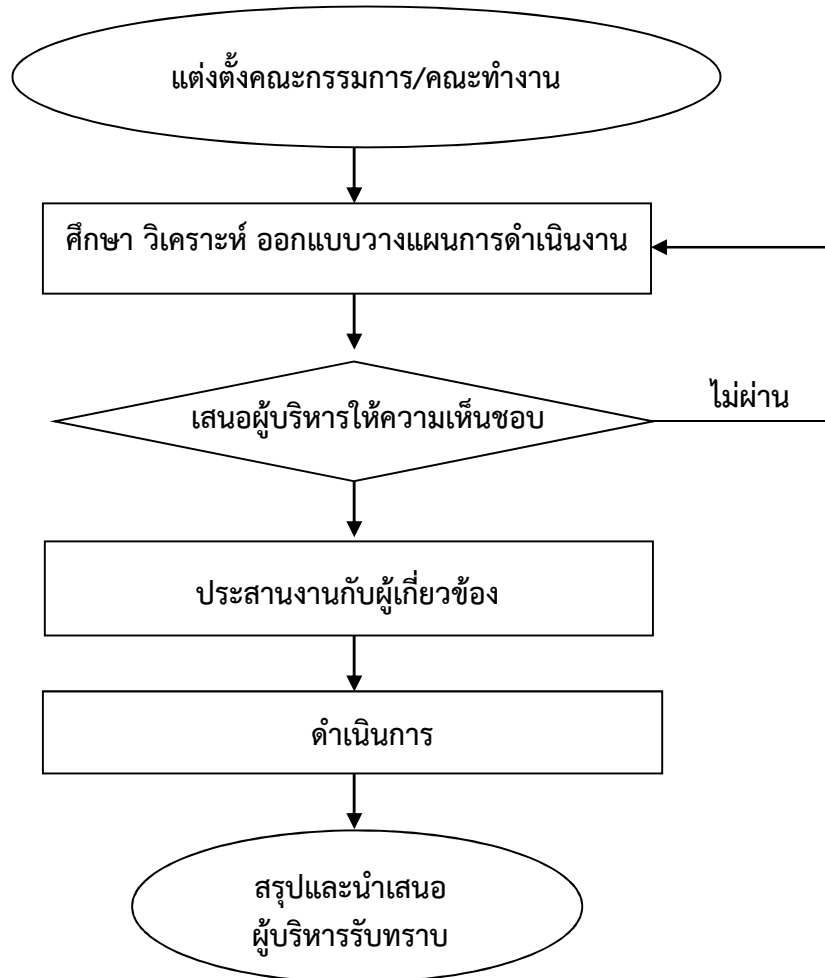 แต่งตั้งคณะกรรมการ/คณะทำงาน
ศึกษา วิเคราะห์ ออกแบบวางแผนการดำเนินงาน
ไม่ผ่าน
เสนอผู้บริหารให้ความเห็นชอบ
ประสานงานกับผู้เกี่ยวข้อง
ดำเนินการ
สรุปและนำเสนอ
ผู้บริหารรับทราบ